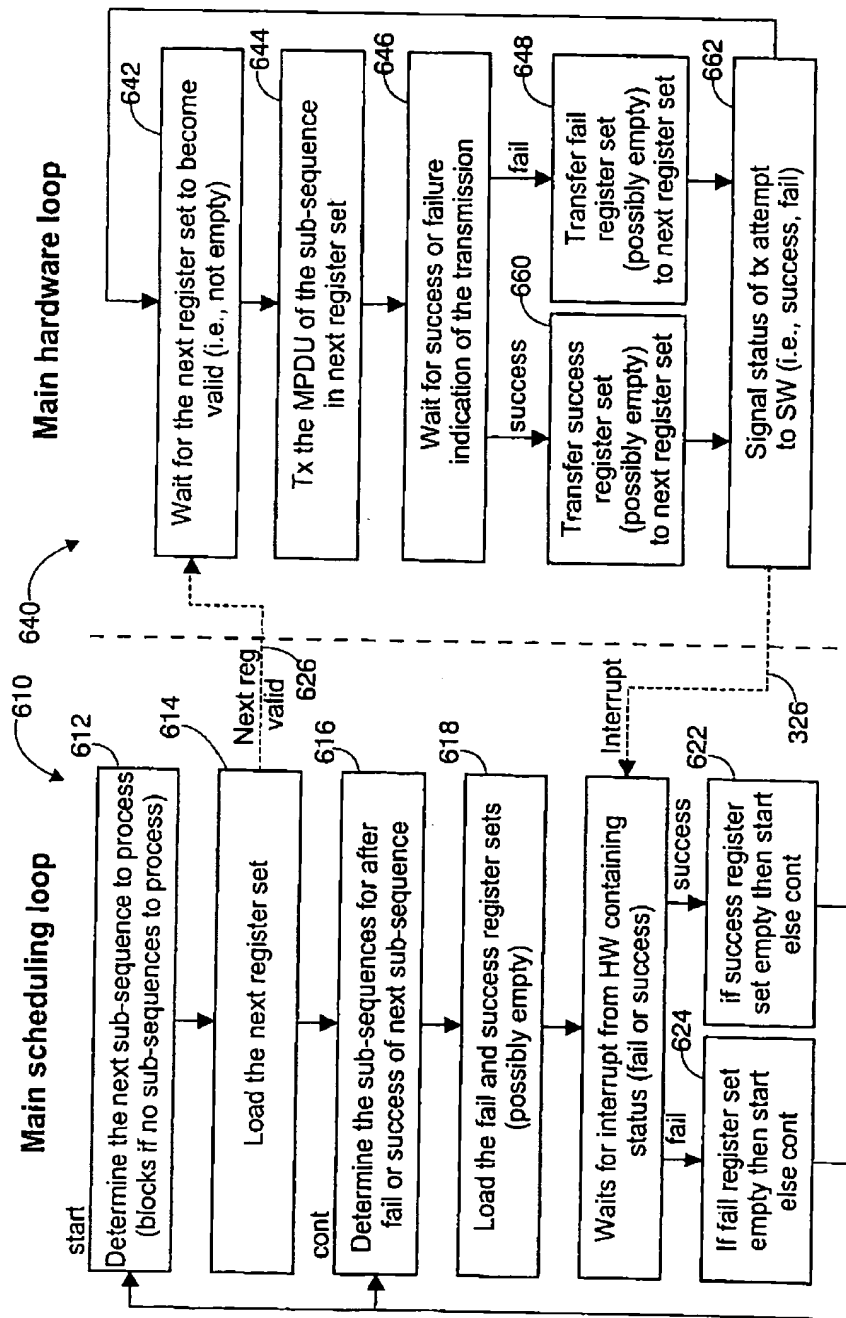 Main scheduling loop
610
start
612
Determine the next sub-sequence to process
(blocks if no sub-sequences to process)
614
Load the next register set
Next reg
valid
626
cont
616
Determine the sub-sequences for after
fail or success of next sub-sequence
618
Load the fail and success register sets
(possibly empty)
Interrupt
Waits for interrupt from HW containing
status (fail or success)
326
fail
success
624
If fail register set
empty then start
else cont
622
if success register
set empty then start
else cont
Main hardware loop
640
642
Wait for the next register set to become
valid (i.e., not empty)
644
Tx the MPDU of the sub-sequence
in next register set
646
Wait for success or failure
indication of the transmission
success
fail
660
Transfer success
register set
(possibly empty)
to next register set
648
Transfer fail
register set
(possibly empty)
to next register set
662
Signal status of tx attempt
to SW (i.e., success, fail)